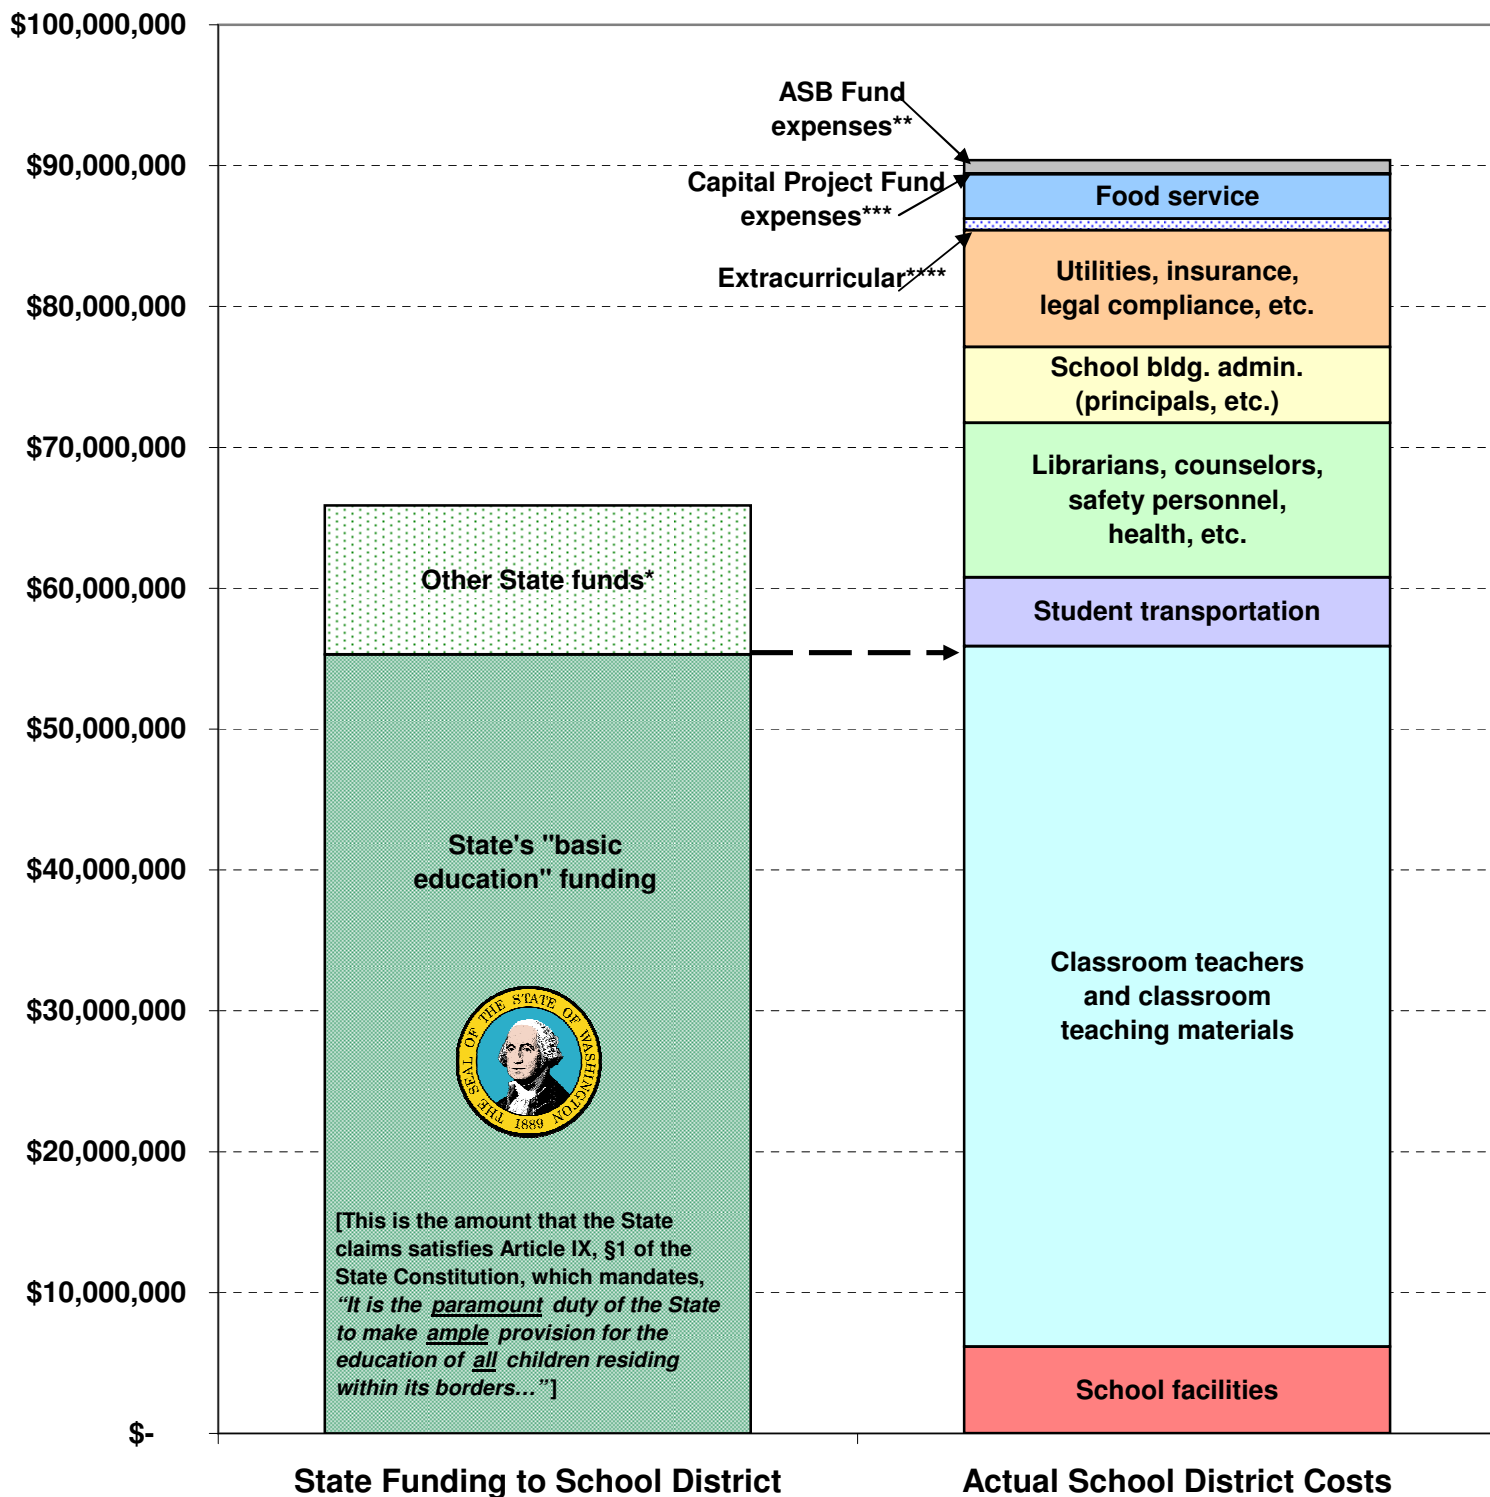 $100,000,000
$90,000,000
$80,000,000
$70,000,000
$60,000,000
$50,000,000
$40,000,000
$30,000,000
$20,000,000
$10,000,000
$-
Other State funds*
State's "basic
education" funding
THE SEAL OF THE STATE OF WASHINGTON
1889
[This is the amount that the State
claims satisfies Article IX, §1 of the
State Constitution, which mandates,
“It is the paramount duty of the State
to make ample provision for the
education of all children residing
within its borders…”]
ASB Fund
expenses**
Capital Project Fund
expenses***
Extracurricular****
Food service
Utilities, insurance,
legal compliance, etc.
School bldg. admin.
(principals, etc.)
Librarians, counselors,
safety personnel,
health, etc.
Student transportation
Classroom teachers
and classroom
teaching materials
School facilities
State Funding to School District
Actual School District Costs